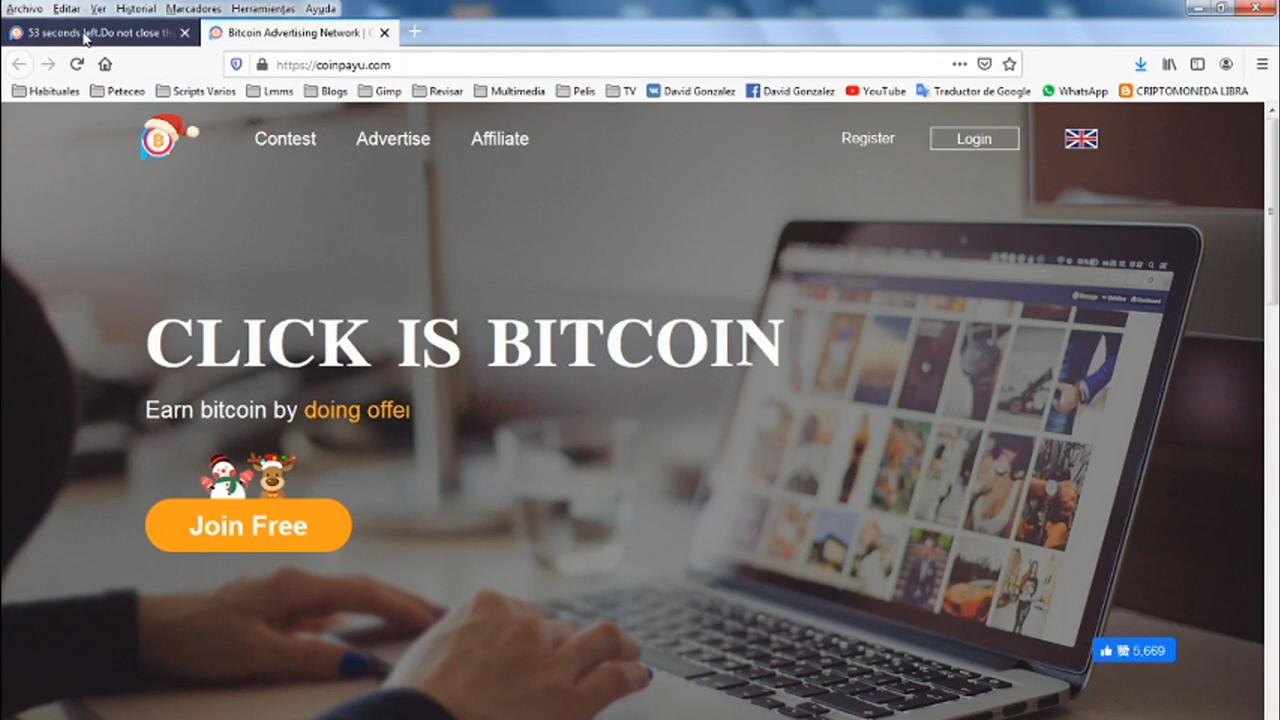 Archivo Editar Ver Historial Marcadores Herramientas Ayuda
53 seconds left.Do not close th
Bitcoin Advertising Network |
https://coinpayu.com
Habituales Peteceo Scripts Varios Lmms Blogs Gimp Revisar Multimedia Pelis TV David Gonzalez David Gonzalez YouTube Traductor de Google WhatsApp CRIPTOMONEDA LIBRA
Contest Advertise Affiliate Register Login
CLICK IS BITCOIN
Earn bitcoin by doing offer
Join Free
赞 5,669